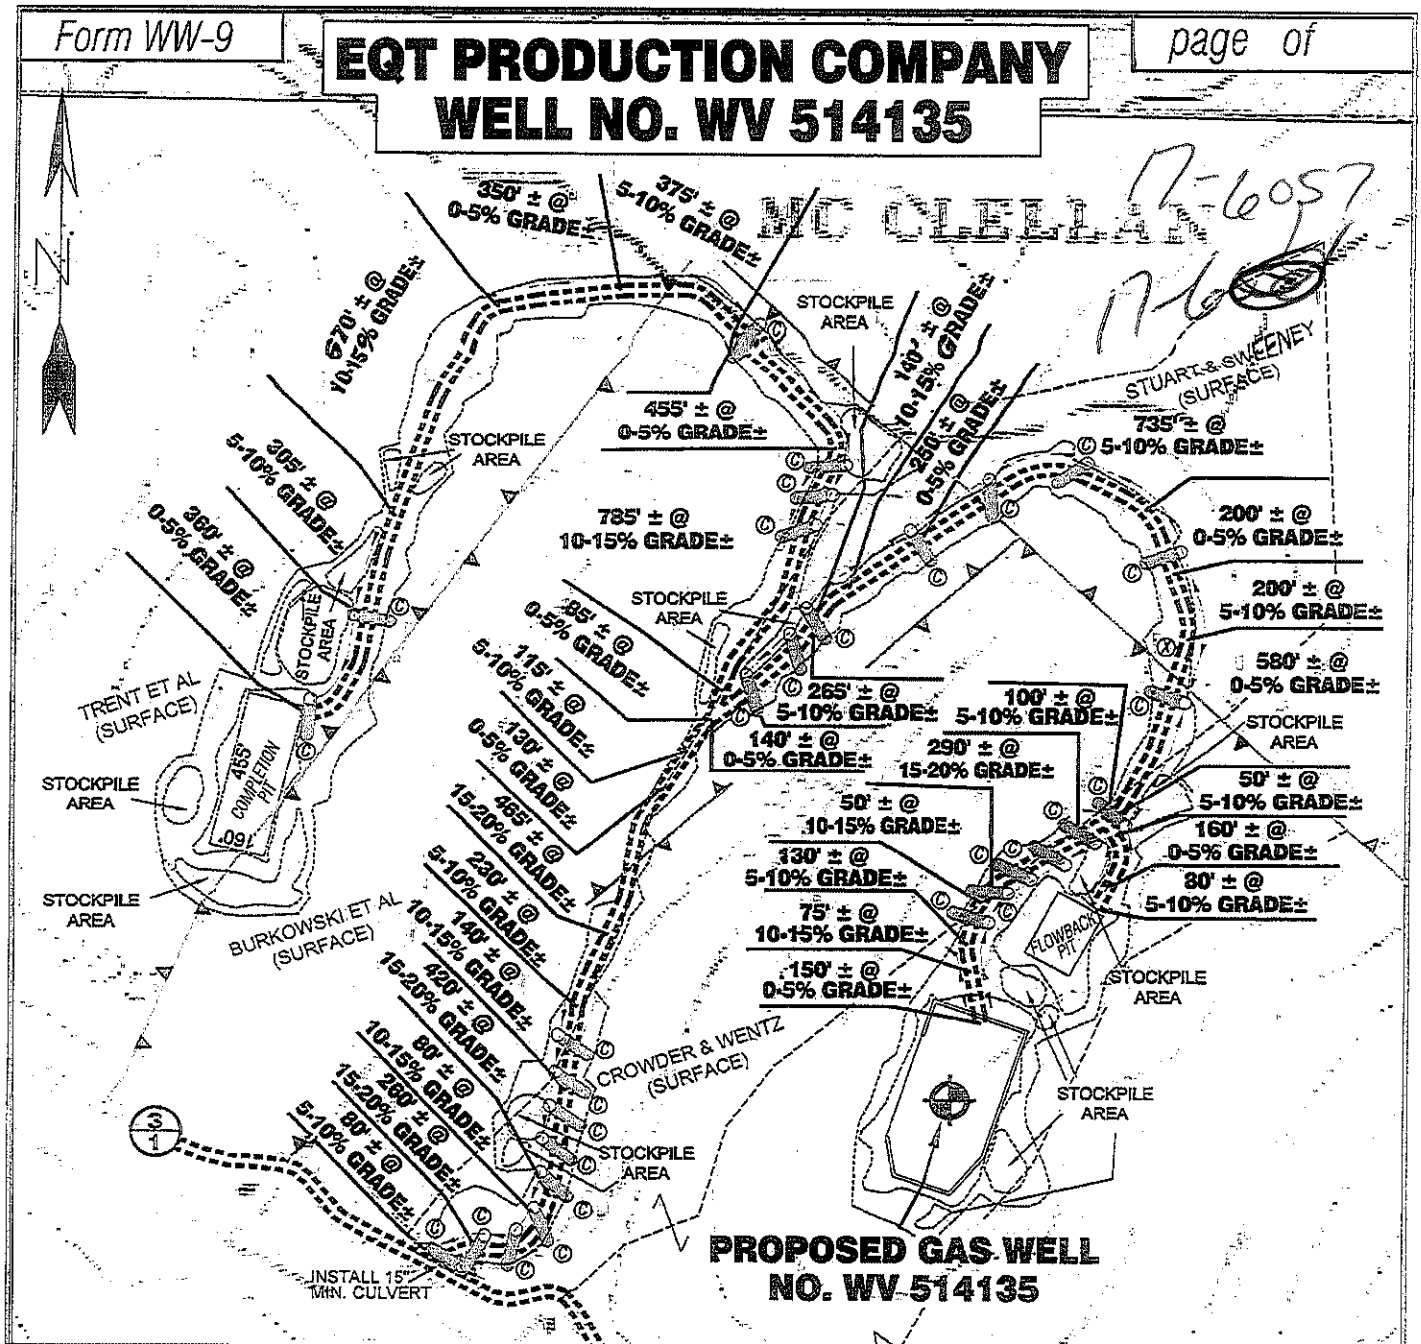 Form WW-9
page of
EQT PRODUCTION COMPANY
WELL NO. WV 514135
17-6057
17-6
MC CLELLAN
N
350' ± @
0-5% GRADE±
375' ± @
5-10% GRADE±
670' ± @
10-15% GRADE±
STOCKPILE
AREA
140' ± @
10-15% GRADE±
STUART & SWEENEY
(SURFACE)
455' ± @
0-5% GRADE±
250' ± @
0-5% GRADE±
735' ± @
5-10% GRADE±
305' ± @
5-10% GRADE±
STOCKPILE
AREA
360' ± @
0-5% GRADE±
785' ± @
10-15% GRADE±
200' ± @
0-5% GRADE±
200' ± @
5-10% GRADE±
STOCKPILE
AREA
STOCKPILE
AREA
85' ± @
0-5% GRADE±
115' ± @
5-10% GRADE±
580' ± @
0-5% GRADE±
TRENT ET AL
(SURFACE)
265' ± @
5-10% GRADE±
100' ± @
5-10% GRADE±
STOCKPILE
AREA
130' ± @
0-5% GRADE±
140' ± @
0-5% GRADE±
290' ± @
15-20% GRADE±
455'
COMPLETION
PIT
160'
STOCKPILE
AREA
465' ± @
15-20% GRADE±
50' ± @
10-15% GRADE±
50' ± @
5-10% GRADE±
160' ± @
0-5% GRADE±
130' ± @
5-10% GRADE±
80' ± @
5-10% GRADE±
STOCKPILE
AREA
230' ± @
5-10% GRADE±
75' ± @
10-15% GRADE±
FLOWBACK
PIT
BURKOWSKI ET AL
(SURFACE)
140' ± @
10-15% GRADE±
150' ± @
0-5% GRADE±
STOCKPILE
AREA
420' ± @
15-20% GRADE±
CROWDER & WENTZ
(SURFACE)
80' ± @
10-15% GRADE±
260' ± @
15-20% GRADE±
STOCKPILE
AREA
3
1
80' ± @
5-10% GRADE±
STOCKPILE
AREA
PROPOSED GAS WELL
NO. WV 514135
INSTALL 15"
MIN. CULVERT